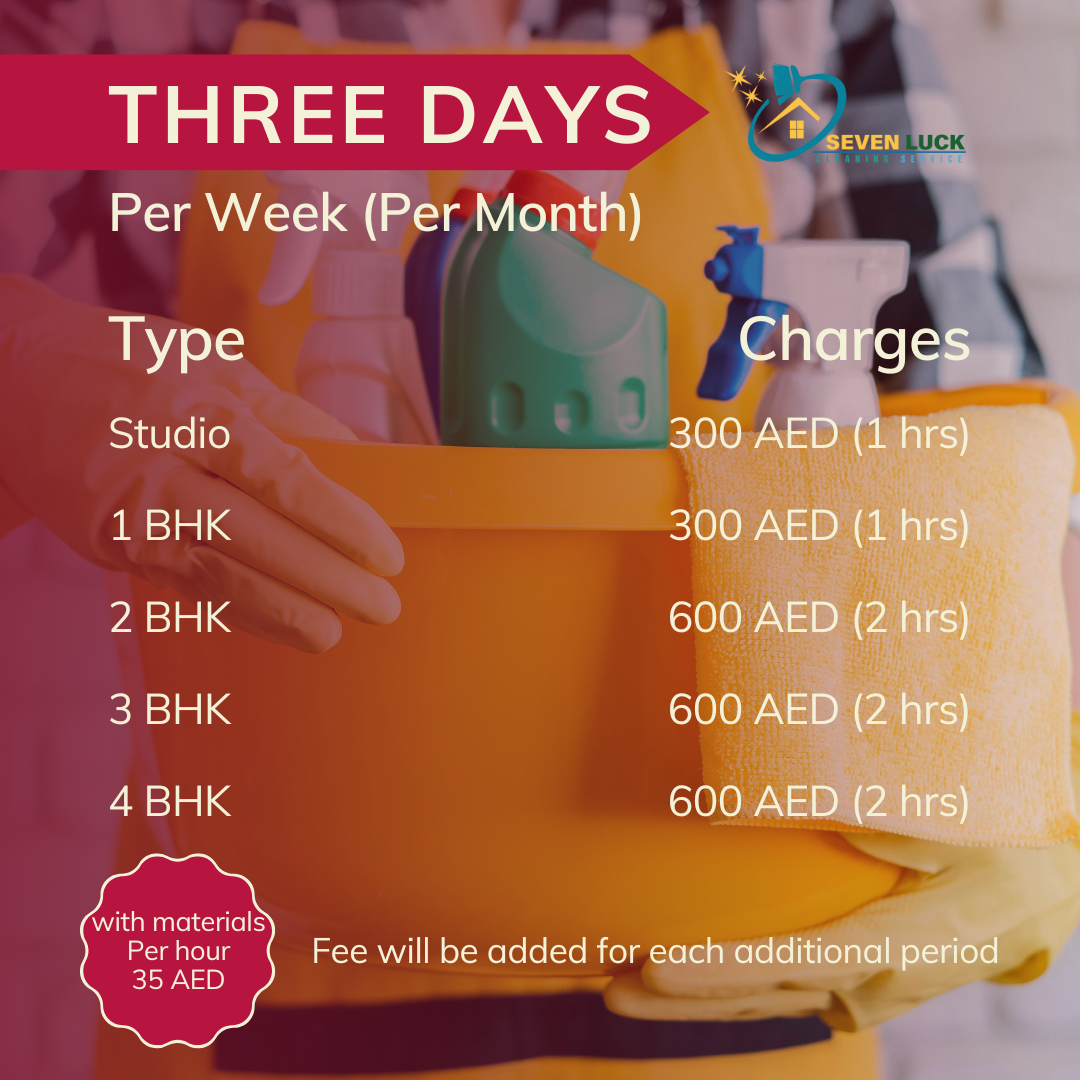 THREE DAYS
SEVEN LUCK
CLEANING SERVICE
Per Week (Per Month)
Type Charges
Studio 300 AED (1 hrs)
1 BHK 300 AED (1 hrs)
2 BHK 600 AED (2 hrs)
3 BHK 600 AED (2 hrs)
4 BHK 600 AED (2 hrs)
with materials
Per hour
35 AED
Fee will be added for each additional period